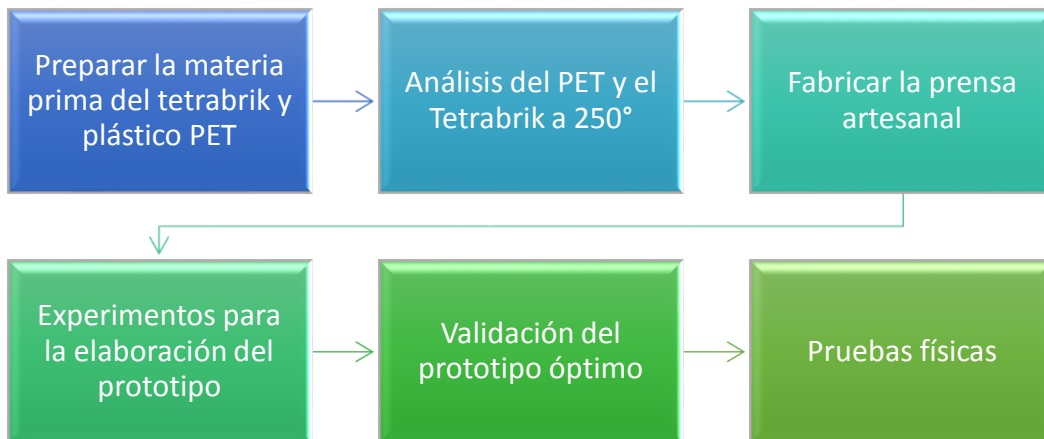 Preparar la materia
prima del tetrabrik y
plástico PET
Análisis del PET y el
Tetrabrik a 250°
Fabricar la prensa
artesanal
Experimentos para
la elaboración del
prototipo
Validación del
prototipo óptimo
Pruebas físicas